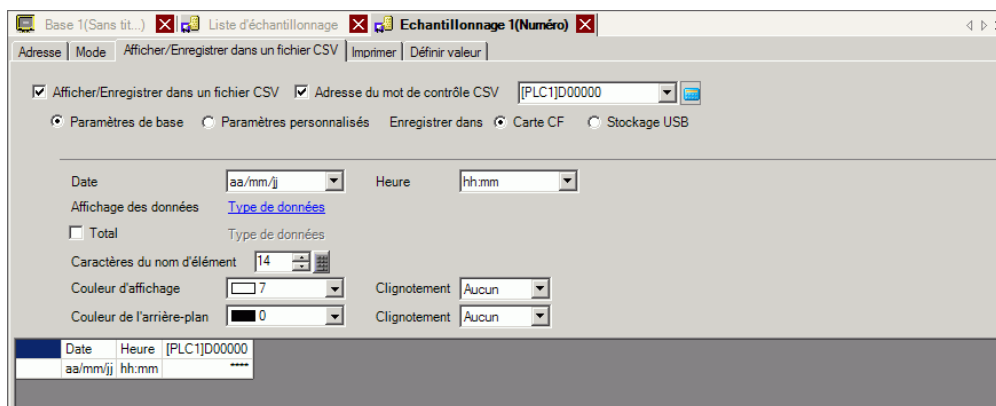 Base 1(Sans tit...) Liste d'échantillonnage Echantillonnage 1(Numéro)
Adresse Mode Afficher/Enregistrer dans un fichier CSV Imprimer Définir valeur
Afficher/Enregistrer dans un fichier CSV Adresse du mot de contrôle CSV [PLC1]D00000
Paramètres de base Paramètres personnalisés Enregistrer dans Carte CF Stockage USB
Date aa/mm/jj Heure hh:mm
Affichage des données Type de données
Total Type de données
Caractères du nom d'élément 14
Couleur d'affichage 7 Clignotement Aucun
Couleur de l'arrière-plan 0 Clignotement Aucun
Date Heure [PLC1]D00000
aa/mm/jj hh:mm ****